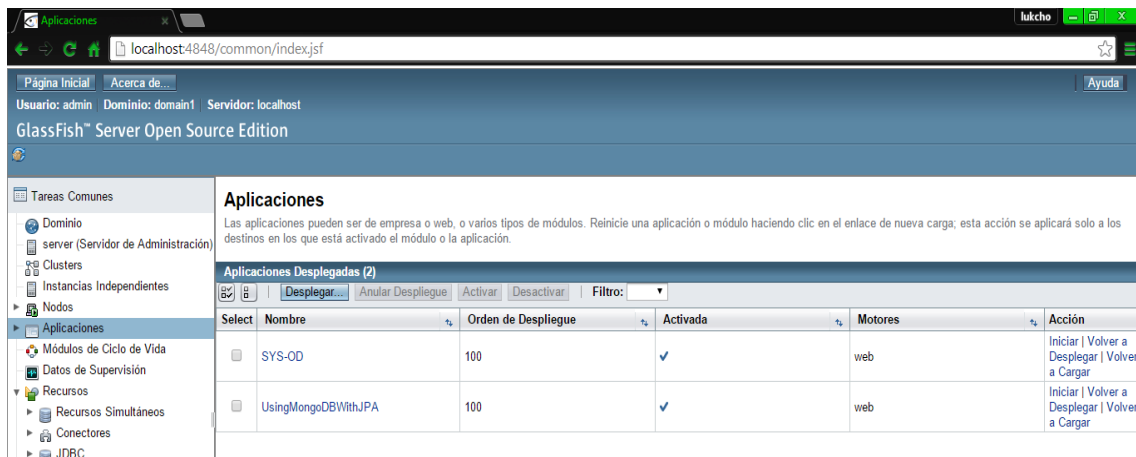 Aplicaciones
lukcho
localhost:4848/common/index.jsf
Página Inicial Acerca de... Ayuda
Usuario: admin Dominio: domain1 Servidor: localhost
GlassFish™ Server Open Source Edition
Tareas Comunes
Dominio
server (Servidor de Administración)
Clusters
Instancias Independientes
Nodos
Aplicaciones
Módulos de Ciclo de Vida
Datos de Supervisión
Recursos
Recursos Simultáneos
Conectores
JDBC
Aplicaciones
Las aplicaciones pueden ser de empresa o web, o varios tipos de módulos. Reinicie una aplicación o módulo haciendo clic en el enlace de nueva carga; esta acción se aplicará solo a los
destinos en los que está activado el módulo o la aplicación.
Aplicaciones Desplegadas (2)
Desplegar... Anular Despliegue Activar Desactivar Filtro:
Select Nombre Orden de Despliegue Activada Motores Acción
SYS-OD 100 web Iniciar | Volver a
Desplegar | Volver
a Cargar
UsingMongoDBWithJPA 100 web Iniciar | Volver a
Desplegar | Volver
a Cargar